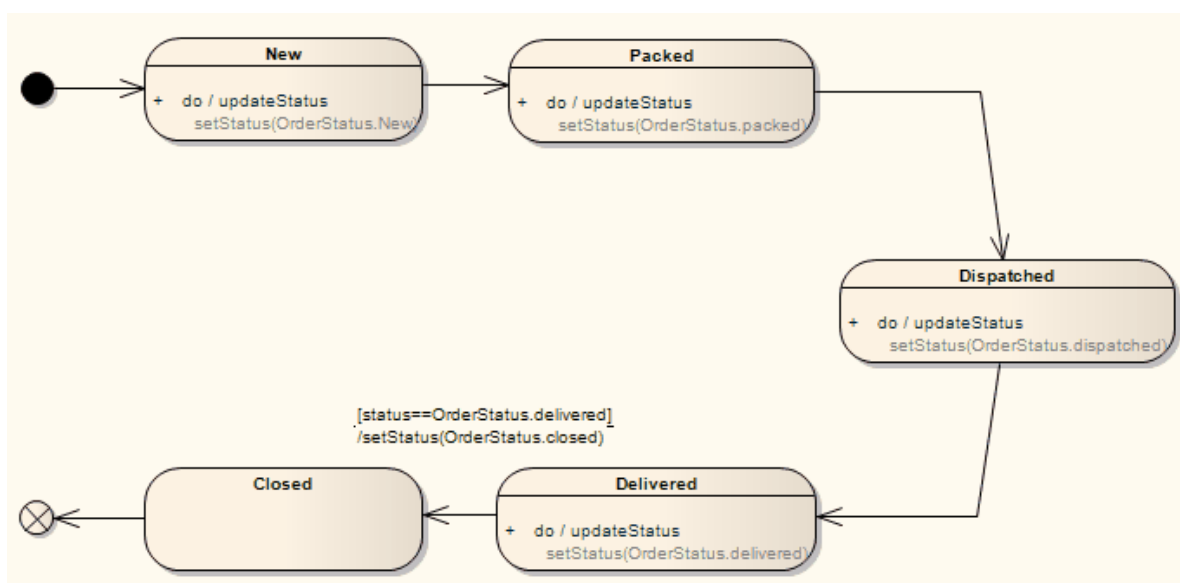 New
+ do / updateStatus
setStatus(OrderStatus.New)
Packed
+ do / updateStatus
setStatus(OrderStatus.packed)
Dispatched
+ do / updateStatus
setStatus(OrderStatus.dispatched)
[status==OrderStatus.delivered]
/setStatus(OrderStatus.closed)
Closed
Delivered
+ do / updateStatus
setStatus(OrderStatus.delivered)